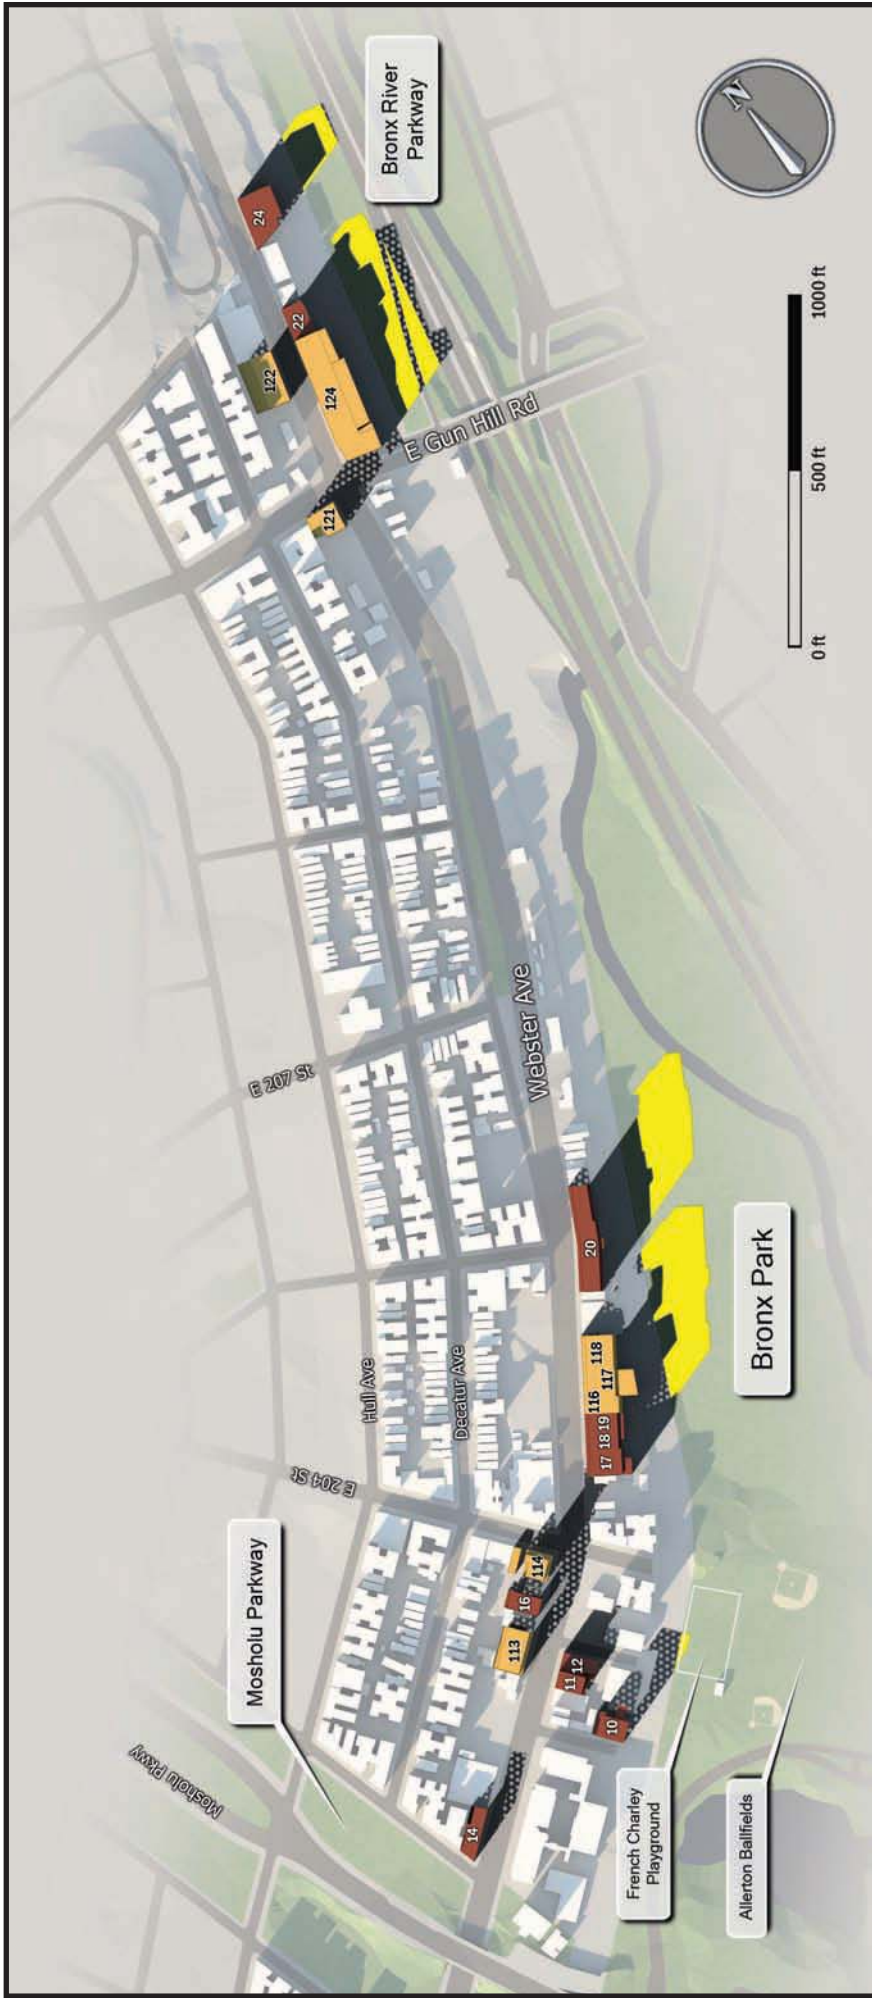 Bronx River
Parkway
N
24
22
122
124
121
E Gun Hill Rd
0 ft
500 ft
1000 ft
E 207 St
Webster Ave
20
Bronx Park
118
117
116
19
18
17
Hull Ave
Decatur Ave
E 204 St
Mosholu Parkway
114
16
113
12
11
10
Mosholu Pkwy
14
French Charley
Playground
Allerton Ballfields